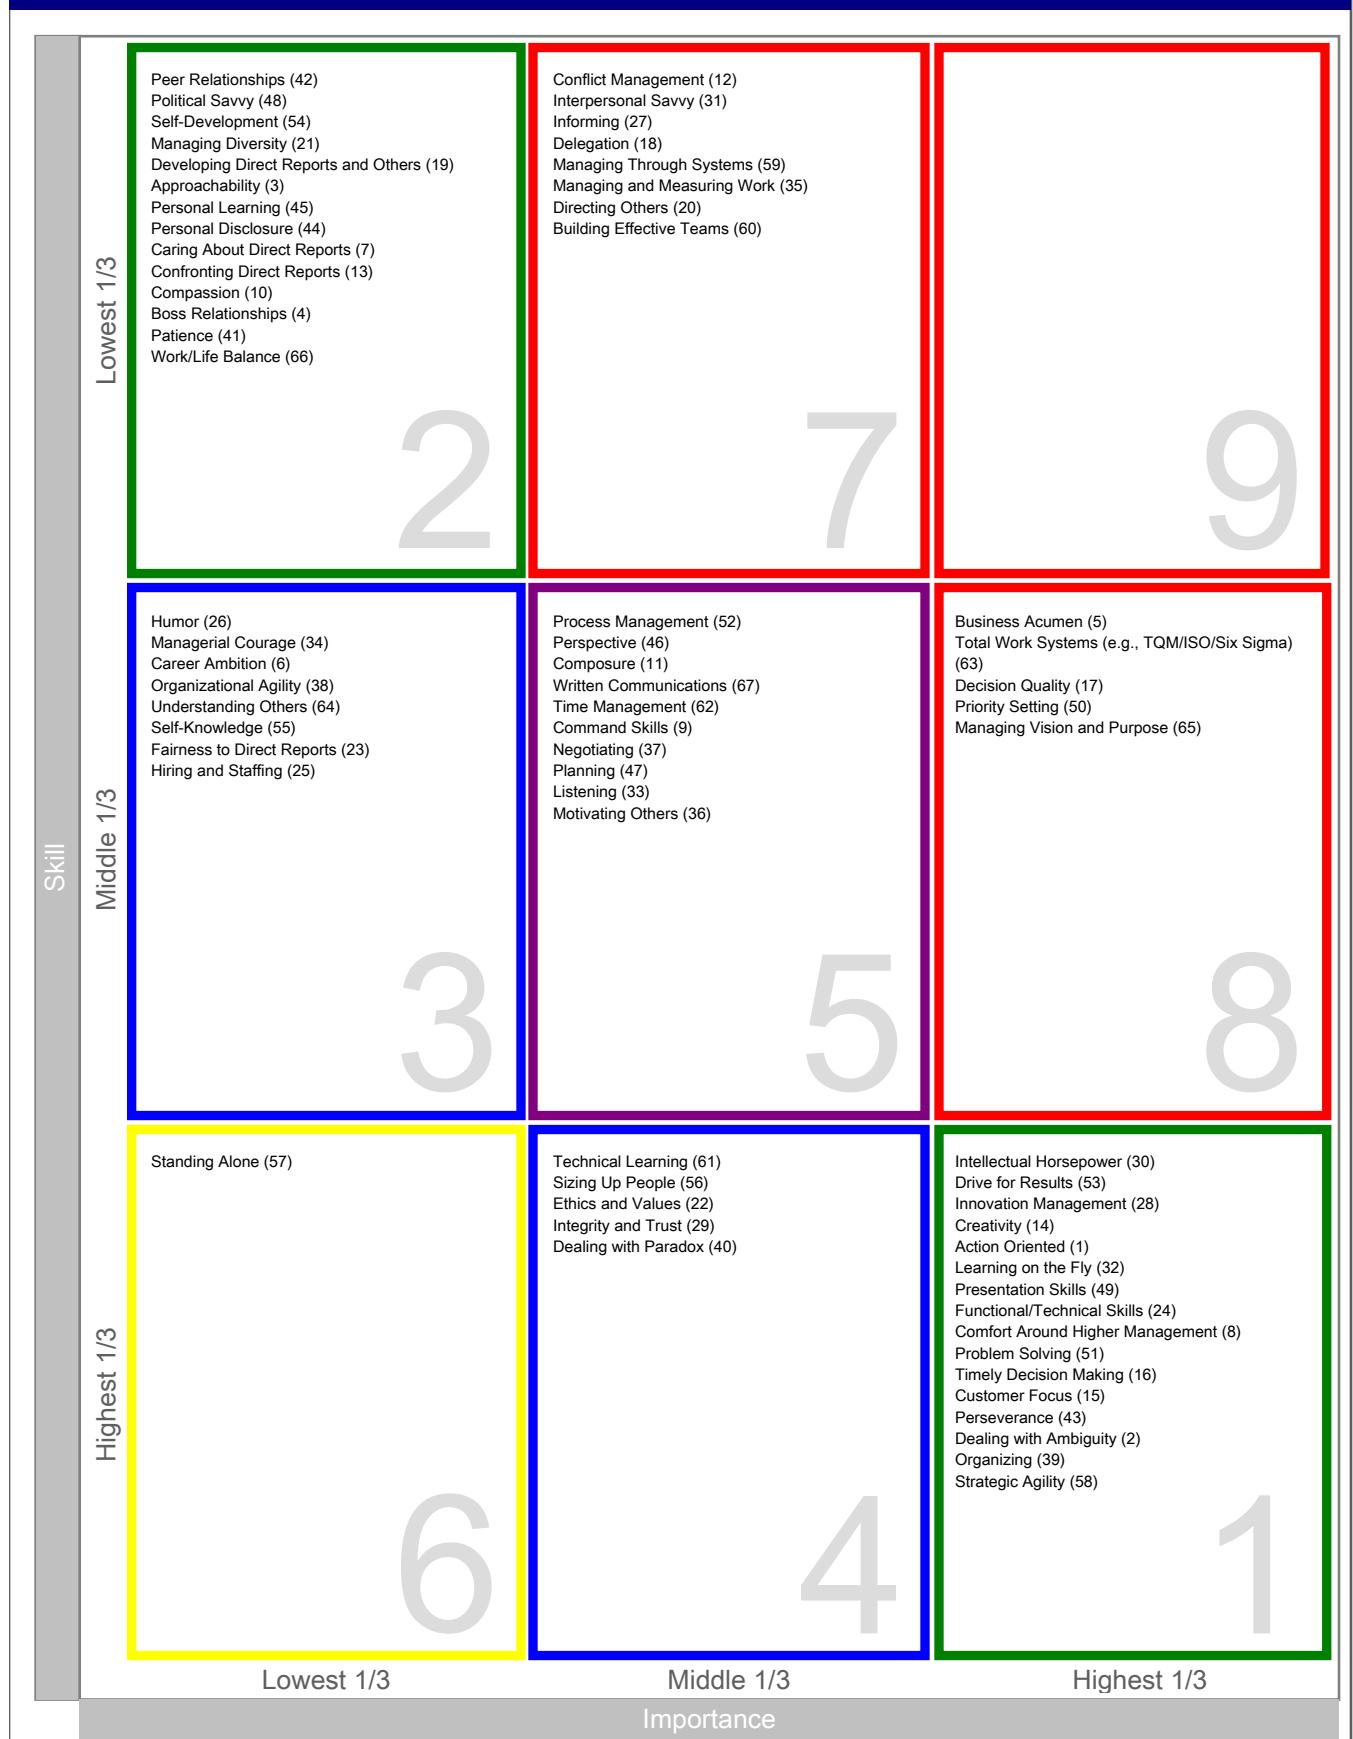 Peer Relationships (42)
Political Savvy (48)
Self-Development (54)
Managing Diversity (21)
Developing Direct Reports and Others (19)
Approachability (3)
Personal Learning (45)
Personal Disclosure (44)
Caring About Direct Reports (7)
Confronting Direct Reports (13)
Compassion (10)
Boss Relationships (4)
Patience (41)
Work/Life Balance (66)
2
Conflict Management (12)
Interpersonal Savvy (31)
Informing (27)
Delegation (18)
Managing Through Systems (59)
Managing and Measuring Work (35)
Directing Others (20)
Building Effective Teams (60)
7
9
Lowest 1/3
Humor (26)
Managerial Courage (34)
Career Ambition (6)
Organizational Agility (38)
Understanding Others (64)
Self-Knowledge (55)
Fairness to Direct Reports (23)
Hiring and Staffing (25)
3
Process Management (52)
Perspective (46)
Composure (11)
Written Communications (67)
Time Management (62)
Command Skills (9)
Negotiating (37)
Planning (47)
Listening (33)
Motivating Others (36)
5
Business Acumen (5)
Total Work Systems (e.g., TQM/ISO/Six Sigma)
(63)
Decision Quality (17)
Priority Setting (50)
Managing Vision and Purpose (65)
8
Middle 1/3
Skill
Standing Alone (57)
6
Technical Learning (61)
Sizing Up People (56)
Ethics and Values (22)
Integrity and Trust (29)
Dealing with Paradox (40)
4
Intellectual Horsepower (30)
Drive for Results (53)
Innovation Management (28)
Creativity (14)
Action Oriented (1)
Learning on the Fly (32)
Presentation Skills (49)
Functional/Technical Skills (24)
Comfort Around Higher Management (8)
Problem Solving (51)
Timely Decision Making (16)
Customer Focus (15)
Perseverance (43)
Dealing with Ambiguity (2)
Organizing (39)
Strategic Agility (58)
1
Highest 1/3
Lowest 1/3
Middle 1/3
Highest 1/3
Importance